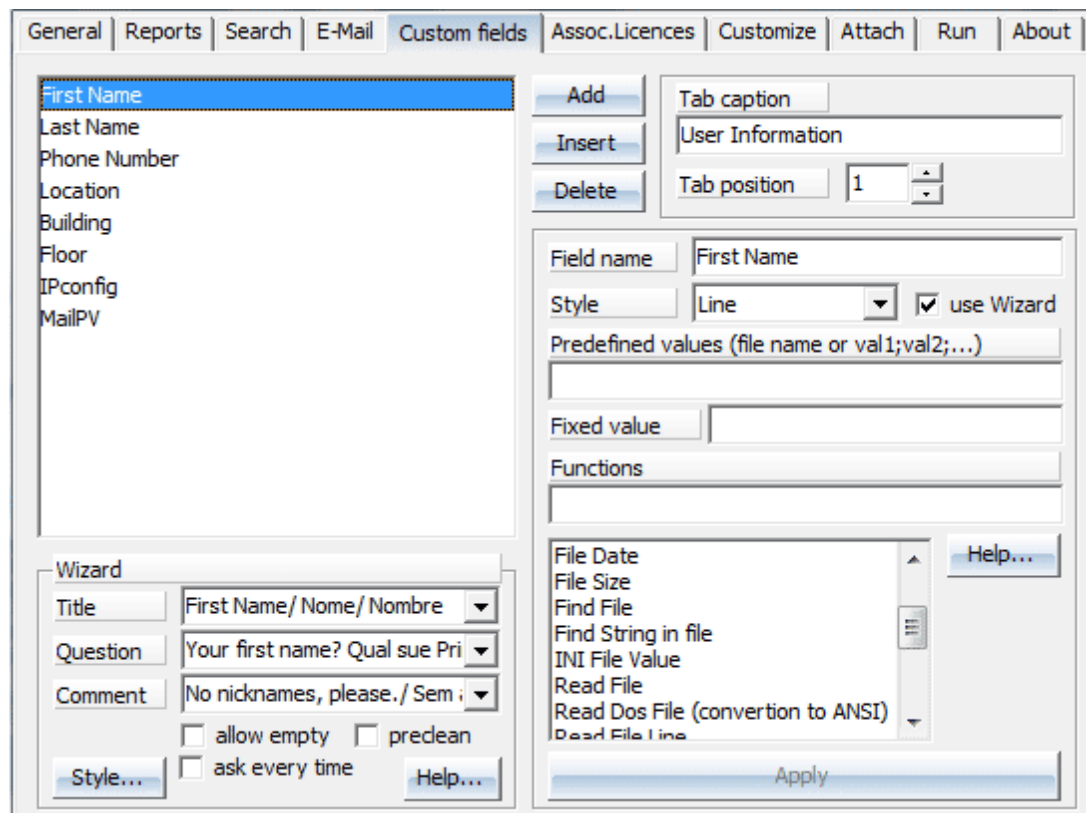 General Reports Search E-Mail Custom fields Assoc.Licences Customize Attach Run About
First Name
Last Name
Phone Number
Location
Building
Floor
IPconfig
MailPV
Add
Insert
Delete
Tab caption
User Information
Tab position 1
Field name First Name
Style Line use Wizard
Predefined values (file name or val1;val2;...)
Fixed value
Functions
File Date
File Size
Find File
Find String in file
INI File Value
Read File
Read Dos File (convertion to ANSI)
Read File Line
Help...
Apply
Wizard
Title First Name/ Nome/ Nombre
Question Your first name? Qual sue Pri
Comment No nicknames, please./ Sem
allow empty preclean
ask every time
Style... Help...